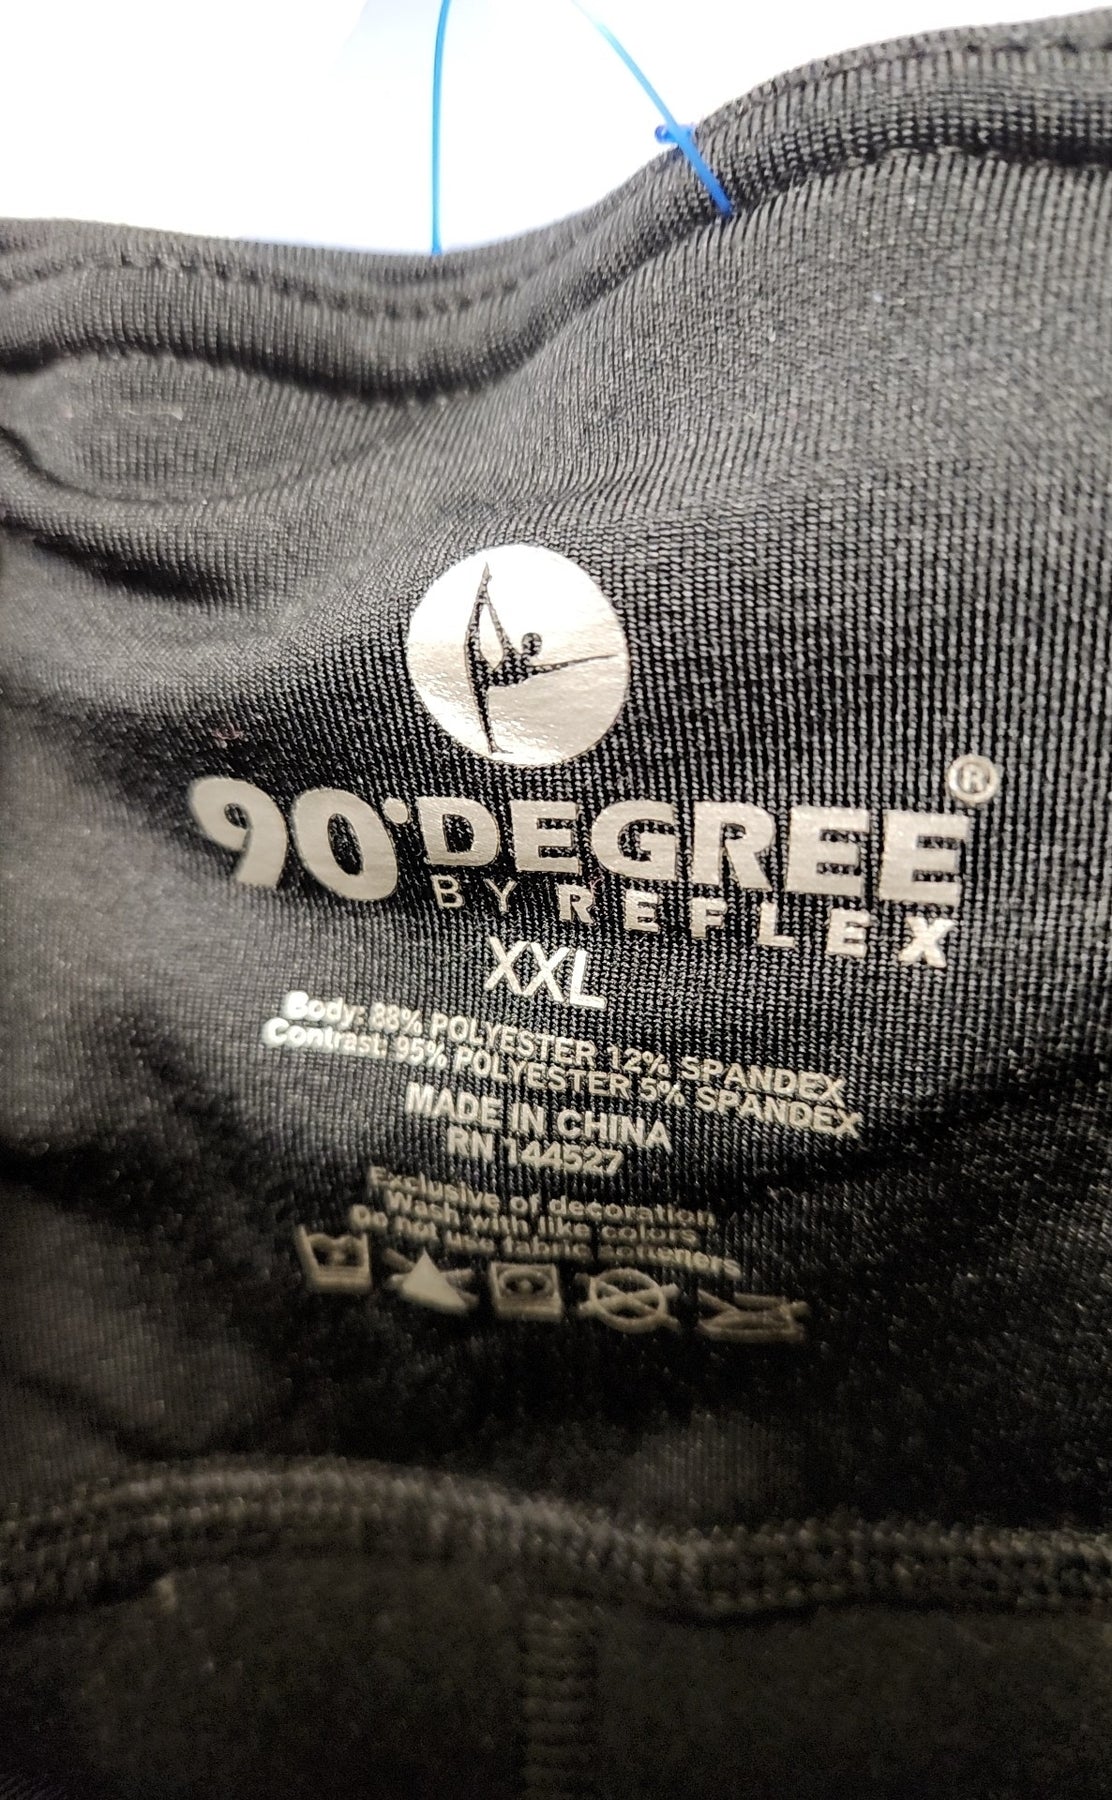 90°DEGREE®
BY REFLEX
XXL
Body: 88% POLYESTER 12% SPANDEX
Contrast: 95% POLYESTER 5% SPANDEX
MADE IN CHINA
RN 144527
Exclusive of decoration
Wash with like colors
Do not use fabric softeners